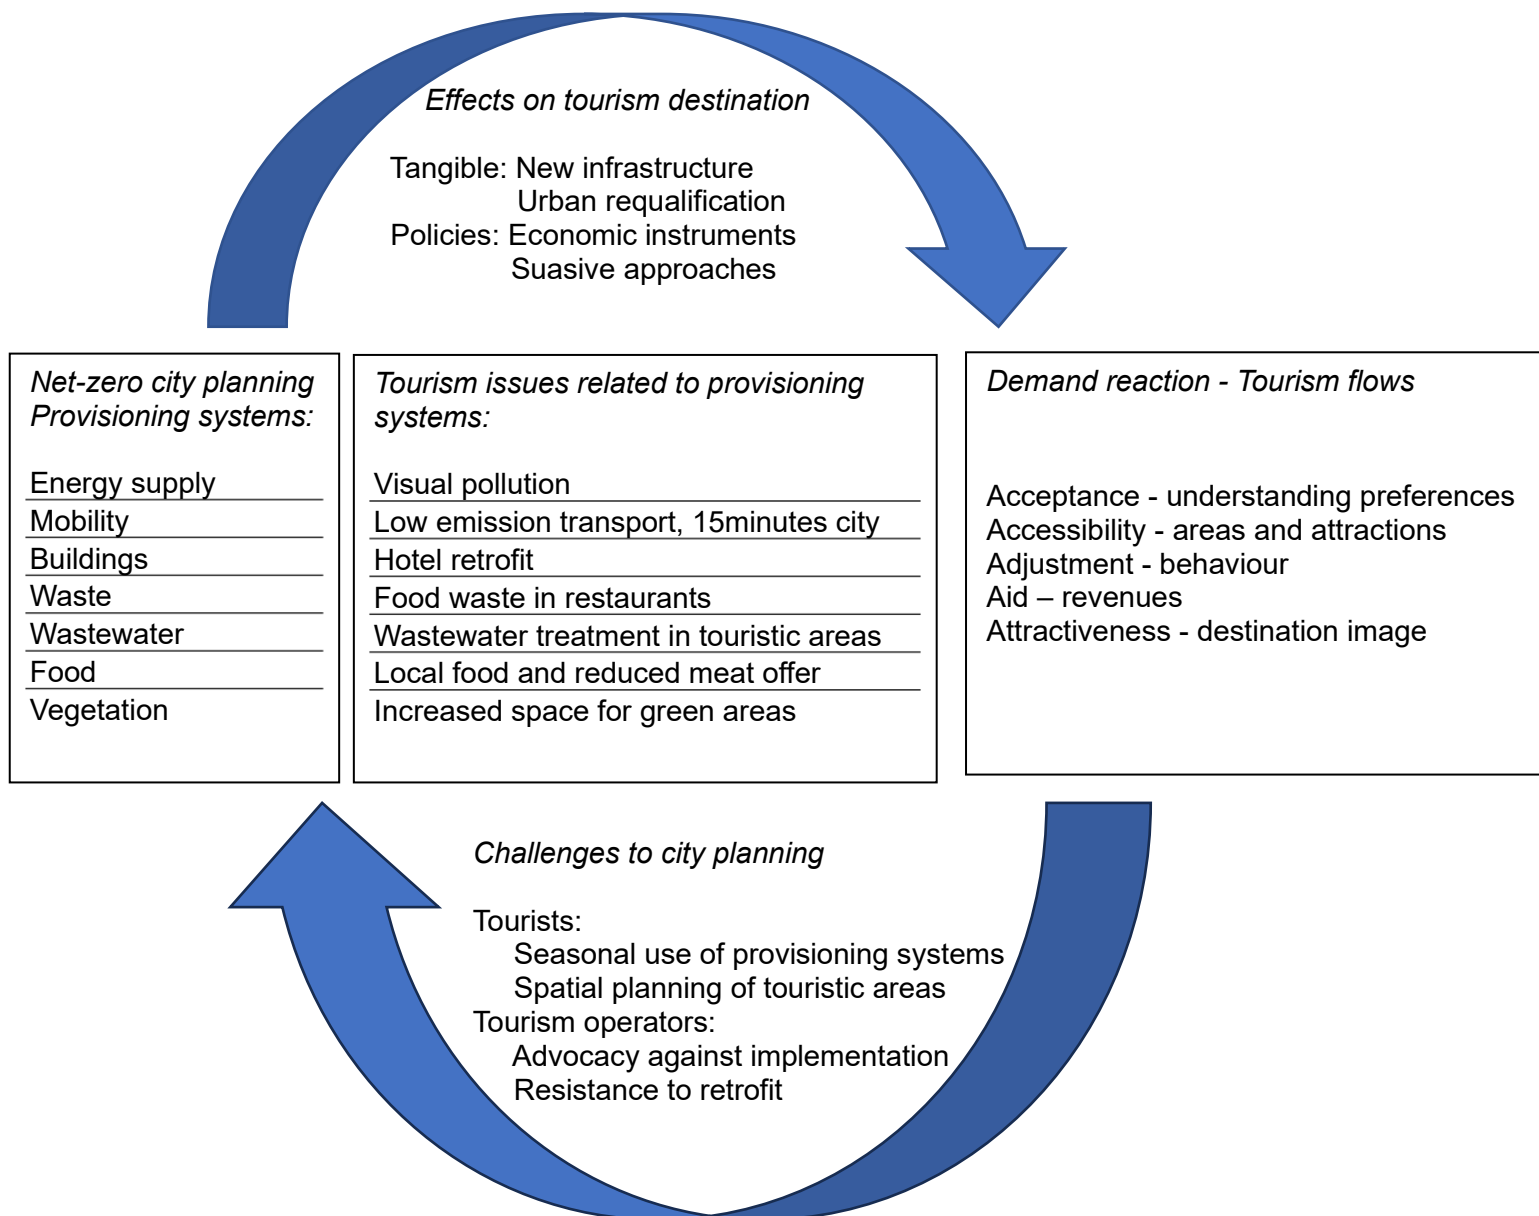 Effects on tourism destination
Tangible: New infrastructure
Urban requalification
Policies: Economic instruments
Suasive approaches
Net-zero city planning
Provisioning systems:
Energy supply
Mobility
Buildings
Waste
Wastewater
Food
Vegetation
Tourism issues related to provisioning
systems:
Visual pollution
Low emission transport, 15minutes city
Hotel retrofit
Food waste in restaurants
Wastewater treatment in touristic areas
Local food and reduced meat offer
Increased space for green areas
Demand reaction - Tourism flows
Acceptance - understanding preferences
Accessibility - areas and attractions
Adjustment - behaviour
Aid – revenues
Attractiveness - destination image
Challenges to city planning
Tourists:
Seasonal use of provisioning systems
Spatial planning of touristic areas
Tourism operators:
Advocacy against implementation
Resistance to retrofit